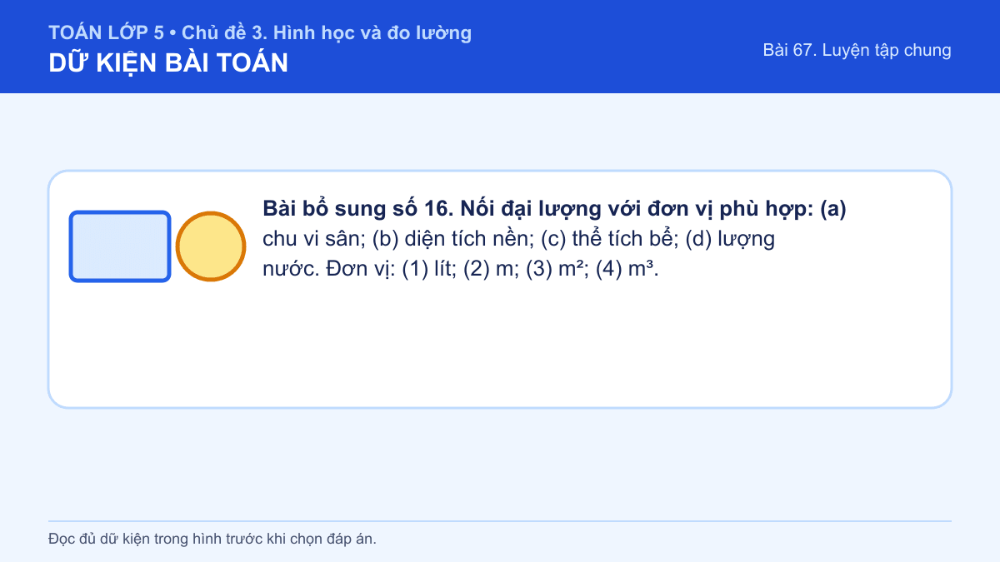 TOÁN LỚP 5 • Chủ đề 3. Hình học và đo lường
DỮ KIỆN BÀI TOÁN
Bài 67. Luyện tập chung
Bài bổ sung số 16. Nối đại lượng với đơn vị phù hợp: (a)
chu vi sân; (b) diện tích nền; (c) thể tích bể; (d) lượng
nước. Đơn vị: (1) lít; (2) m; (3) m²; (4) m³.
Đọc đủ dữ kiện trong hình trước khi chọn đáp án.